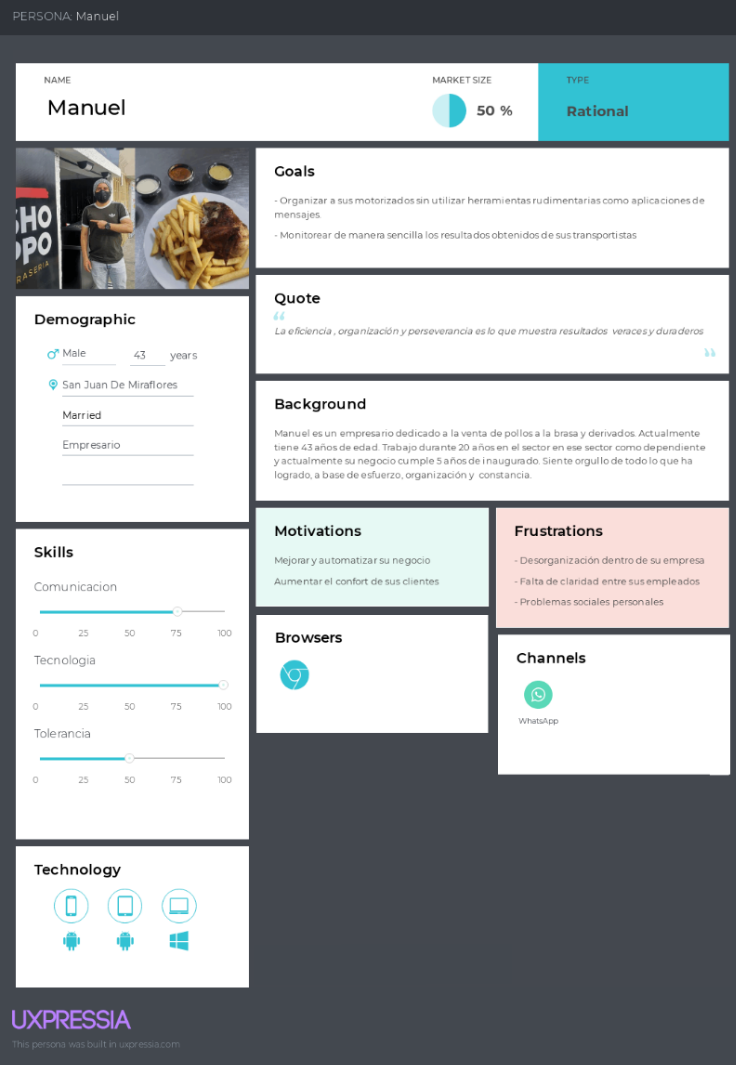 PERSONA: Manuel
NAME
Manuel
MARKET SIZE
50 %
TYPE
Rational
HO
OPO
RASERIA
Goals
- Organizar a sus motorizados sin utilizar herramientas rudimentarias como aplicaciones de
mensajes.
- Monitorear de manera sencilla los resultados obtenidos de sus transportistas
Demographic
Male
43 years
San Juan De Miraflores
Married
Empresario
Quote
“
La eficiencia , organización y perseverancia es lo que muestra resultados veraces y duraderos
”
Background
Manuel es un empresario dedicado a la venta de pollos a la brasa y derivados. Actualmente
tiene 43 años de edad. Trabajo durante 20 años en el sector en ese sector como dependiente
y actualmente su negocio cumple 5 años de inaugurado. Siente orgullo de todo lo que ha
logrado, a base de esfuerzo, organización y constancia.
Skills
Comunicacion
0 25 50 75 100
Tecnologia
0 25 50 75 100
Tolerancia
0 25 50 75 100
Motivations
Mejorar y automatizar su negocio
Aumentar el confort de sus clientes
Frustrations
- Desorganización dentro de su empresa
- Falta de claridad entre sus empleados
- Problemas sociales personales
Browsers
Channels
WhatsApp
Technology
UXPRESSIA
This persona was built in uxpressia.com